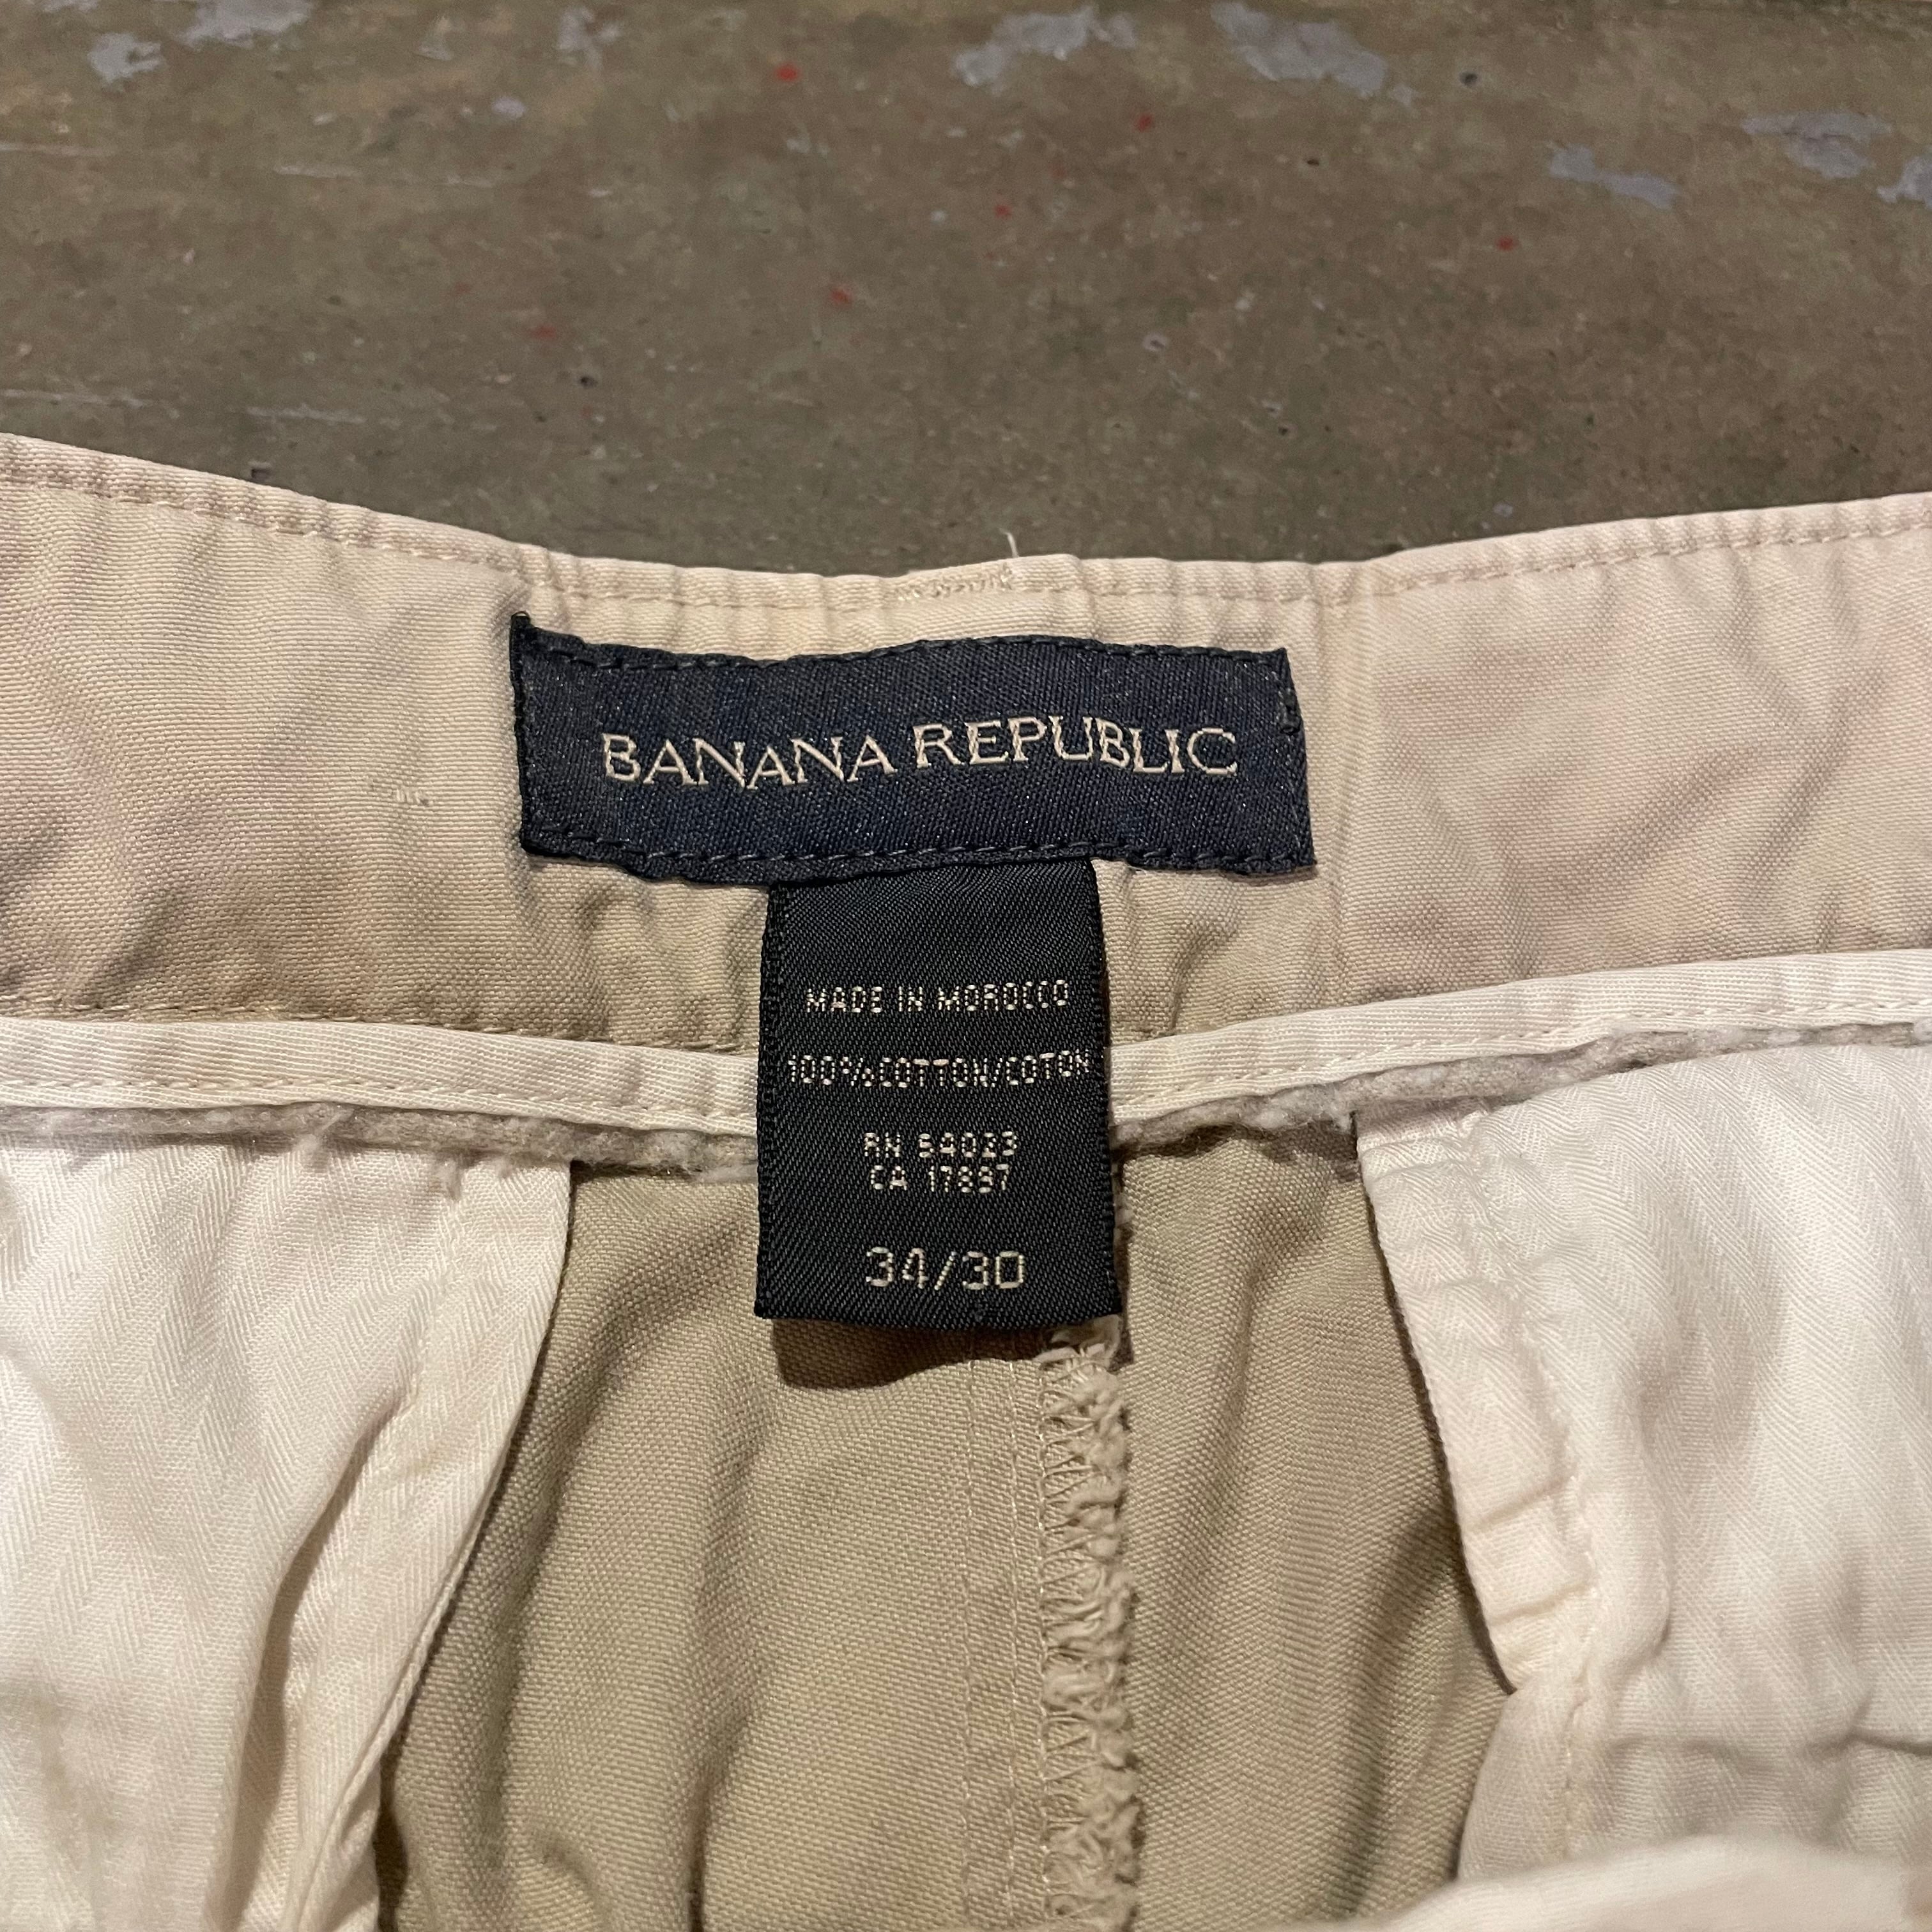 BANANA REPUBLIC
MADE IN MOROCCO
100% COTTON/COTON
RN 54023
CA 17897
34/30